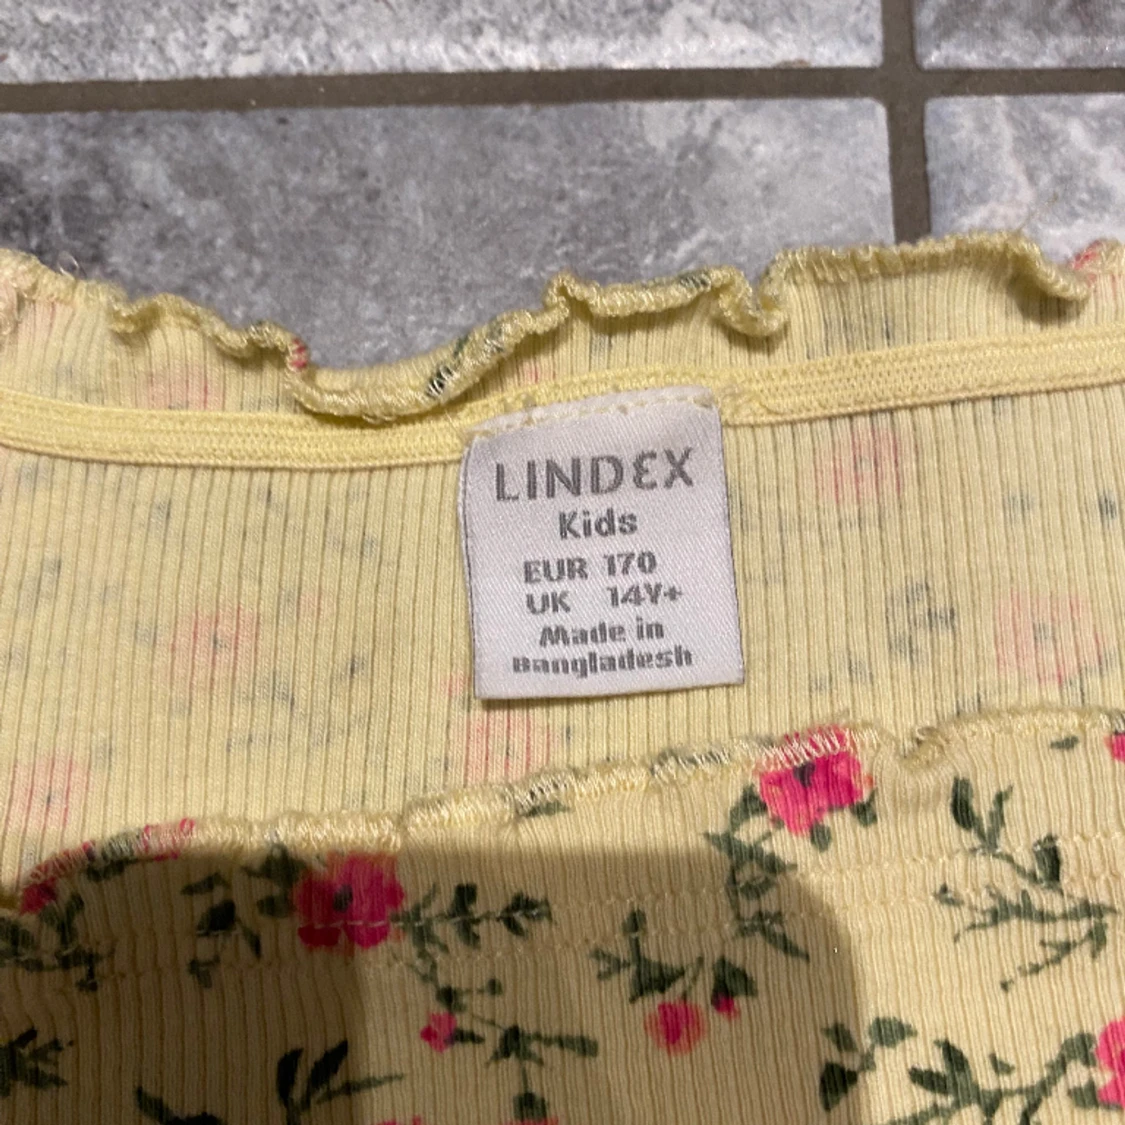 LINDEX
Kids
EUR 170
UK 14Y+
Made in
Bangladesh